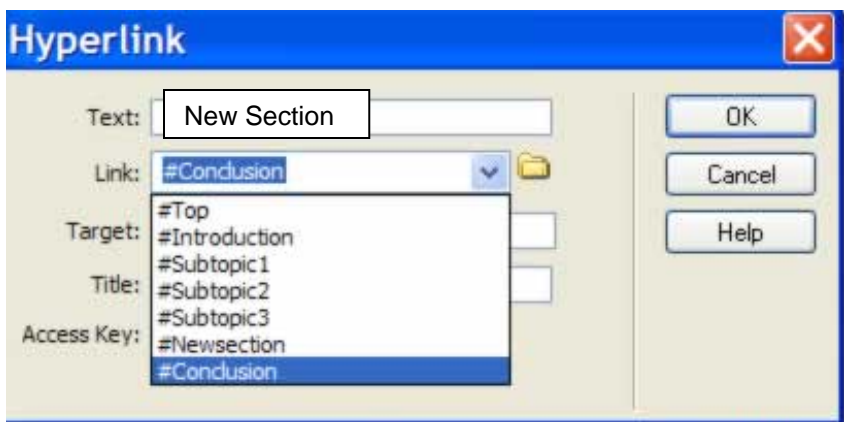 Hyperlink
Text: New Section
OK
Link: #Conclusion
Cancel
#Top
Target: #Introduction
Help
#Subtopic1
Title: #Subtopic2
#Subtopic3
Access Key: #Newsection
#Conclusion